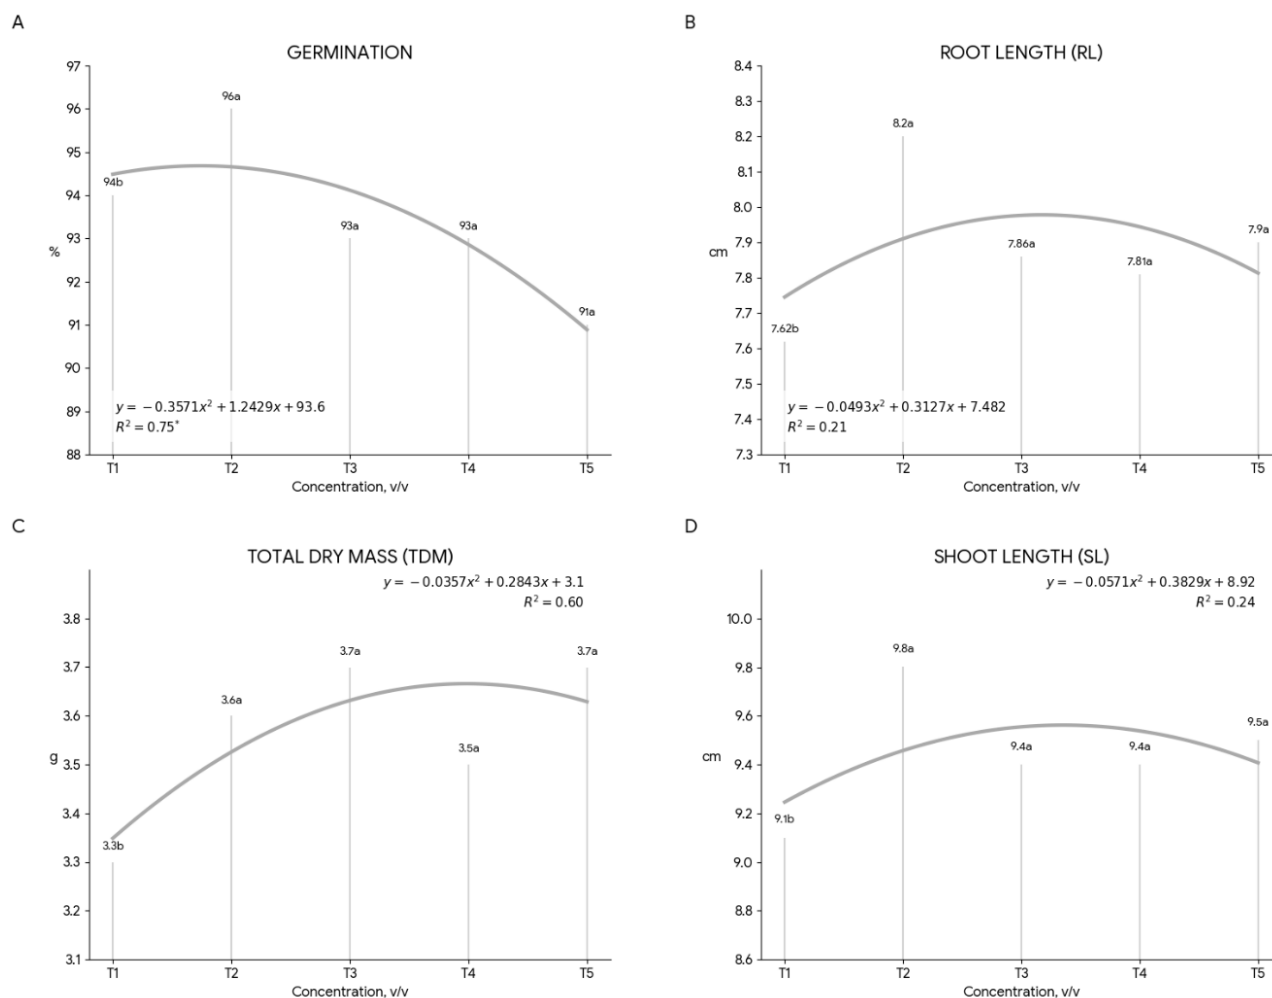 A
GERMINATION
97
96
95
94
93
92
91
90
89
88
%
94b
96a
93a
93a
91a
y = −0.3571x² + 1.2429x + 93.6
R² = 0.75*
T1 T2 T3 T4 T5
Concentration, v/v
B
ROOT LENGTH (RL)
8.4
8.3
8.2
8.1
8.0
7.9
7.8
7.7
7.6
7.5
7.4
7.3
cm
7.62b
8.2a
7.86a
7.81a
7.9a
y = −0.0493x² + 0.3127x + 7.482
R² = 0.21
T1 T2 T3 T4 T5
Concentration, v/v
C
TOTAL DRY MASS (TDM)
y = −0.0357x² + 0.2843x + 3.1
R² = 0.60
3.8
3.7
3.6
3.5
3.4
3.3
3.2
3.1
g
3.3b
3.6a
3.7a
3.5a
3.7a
T1 T2 T3 T4 T5
Concentration, v/v
D
SHOOT LENGTH (SL)
y = −0.0571x² + 0.3829x + 8.92
R² = 0.24
10.0
9.8
9.6
9.4
9.2
9.0
8.8
8.6
cm
9.1b
9.8a
9.4a
9.4a
9.5a
T1 T2 T3 T4 T5
Concentration, v/v